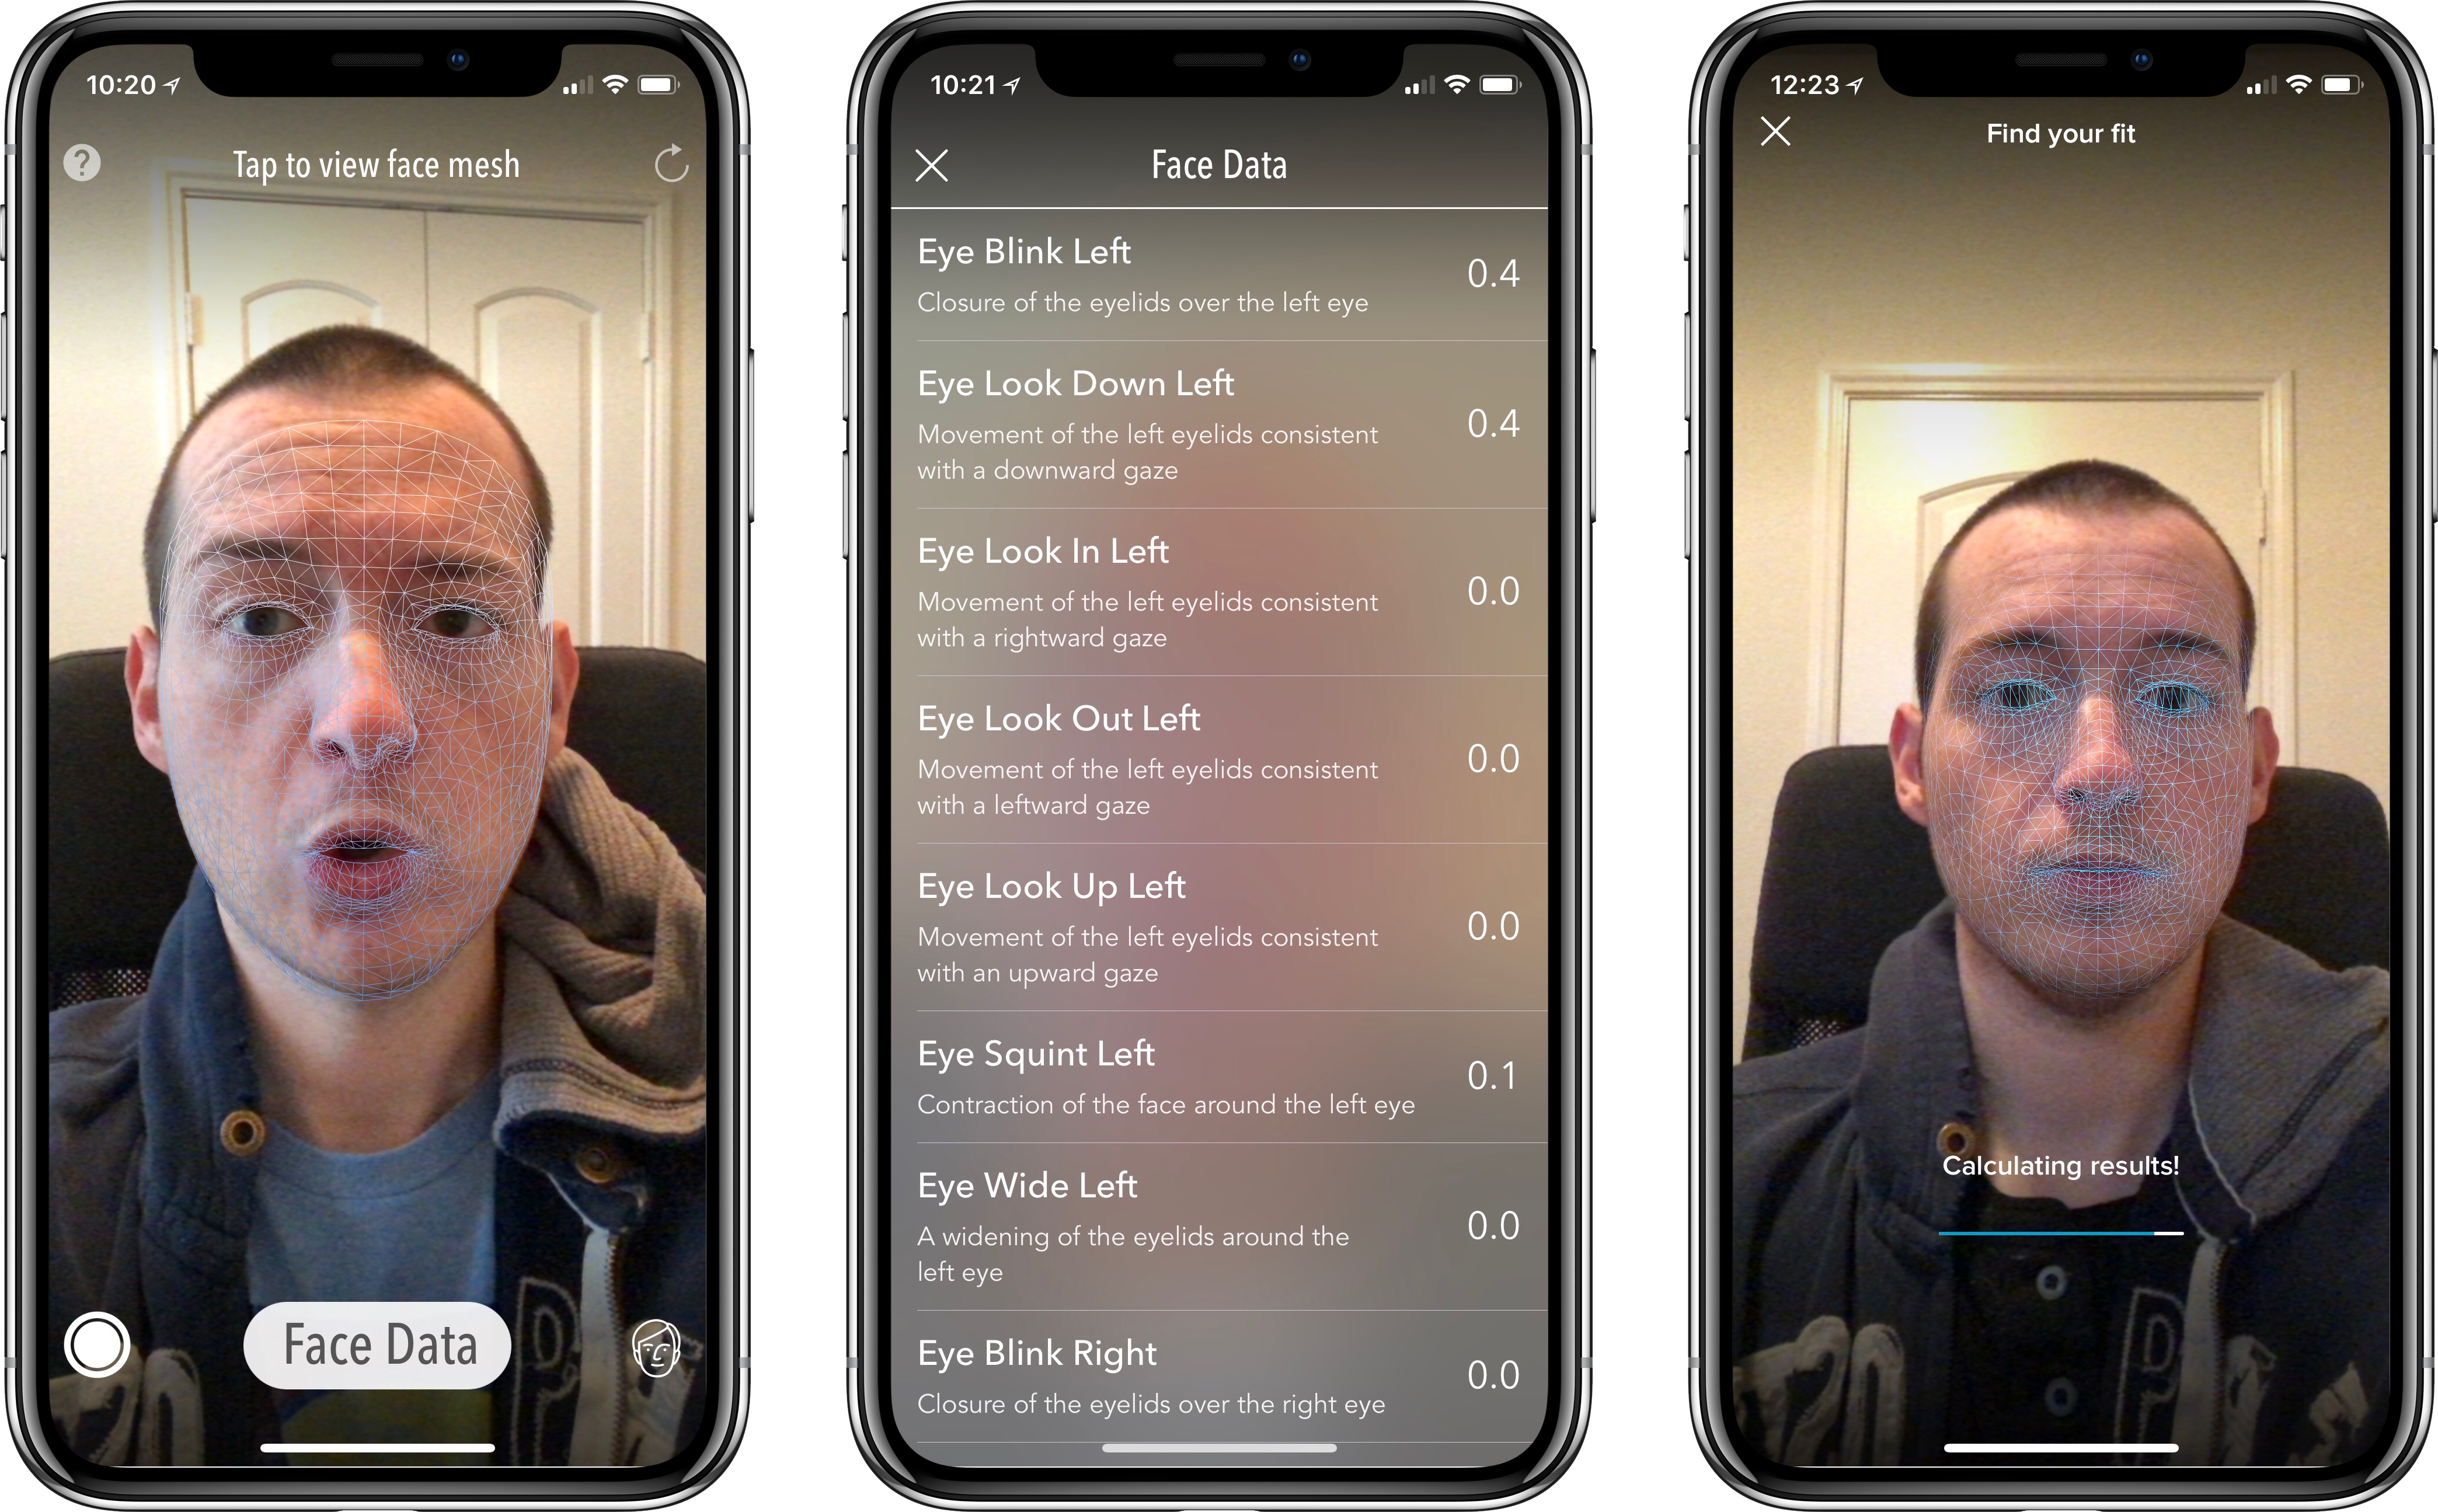 10:20
Tap to view face mesh
Face Data
10:21
Face Data
Eye Blink Left
0.4
Closure of the eyelids over the left eye
Eye Look Down Left
0.4
Movement of the left eyelids consistent
with a downward gaze
Eye Look In Left
0.0
Movement of the left eyelids consistent
with a rightward gaze
Eye Look Out Left
0.0
Movement of the left eyelids consistent
with a leftward gaze
Eye Look Up Left
0.0
Movement of the left eyelids consistent
with an upward gaze
Eye Squint Left
0.1
Contraction of the face around the left eye
Eye Wide Left
0.0
A widening of the eyelids around the
left eye
Eye Blink Right
0.0
Closure of the eyelids over the right eye
12:23
Find your fit
Calculating results!